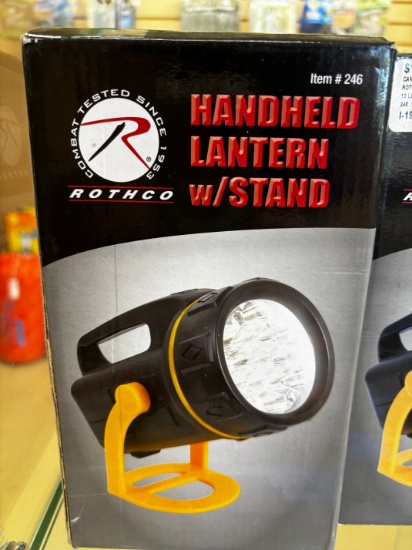 Item # 246
COMBAT TESTED SINCE 1953
R
ROTHCO
HANDHELD
LANTERN
w/STAND